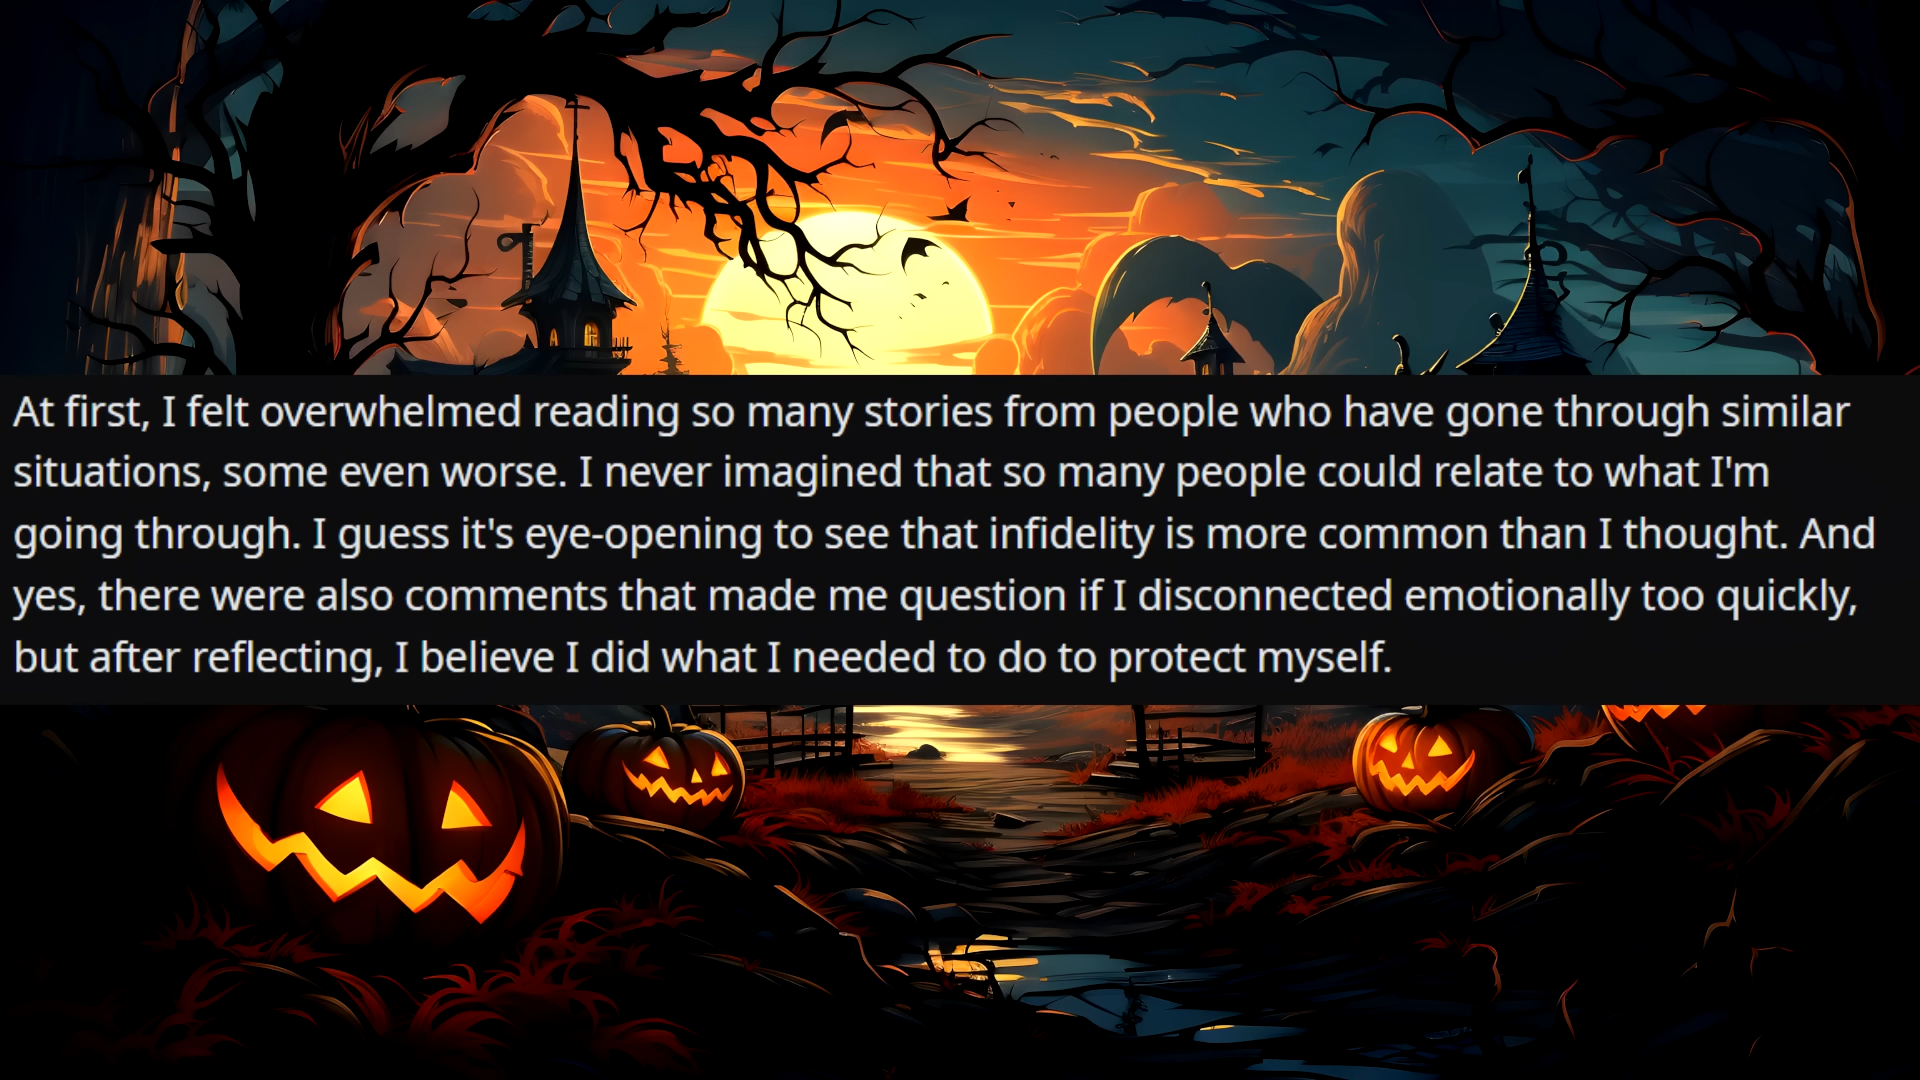 At first, I felt overwhelmed reading so many stories from people who have gone through similar
situations, some even worse. I never imagined that so many people could relate to what I'm
going through. I guess it's eye-opening to see that infidelity is more common than I thought. And
yes, there were also comments that made me question if I disconnected emotionally too quickly,
but after reflecting, I believe I did what I needed to do to protect myself.